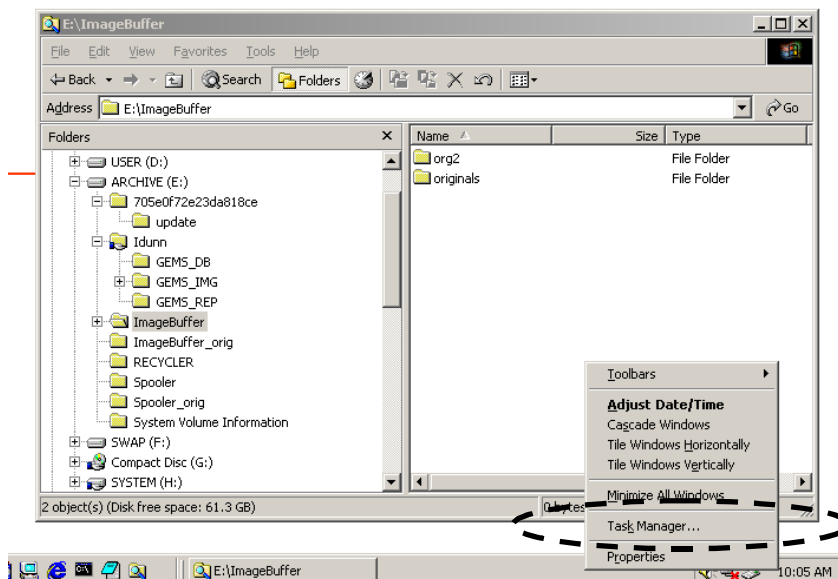 E:\ImageBuffer
File Edit View Favorites Tools Help
Back Search Folders
Address E:\ImageBuffer Go
Folders
USER (D:)
ARCHIVE (E:)
705e0f72e23da818ce
update
Idunn
GEMS_DB
GEMS_IMG
GEMS_REP
ImageBuffer
ImageBuffer_orig
RECYCLER
Spooler
Spooler_orig
System Volume Information
SWAP (F:)
Compact Disc (G:)
SYSTEM (H:)
Name Size Type
org2 File Folder
originals File Folder
2 object(s) (Disk free space: 61.3 GB) 0 bytes
Toolbars
Adjust Date/Time
Cascade Windows
Tile Windows Horizontally
Tile Windows Vertically
Minimize All Windows
Task Manager...
Properties
E:\ImageBuffer
10:05 AM